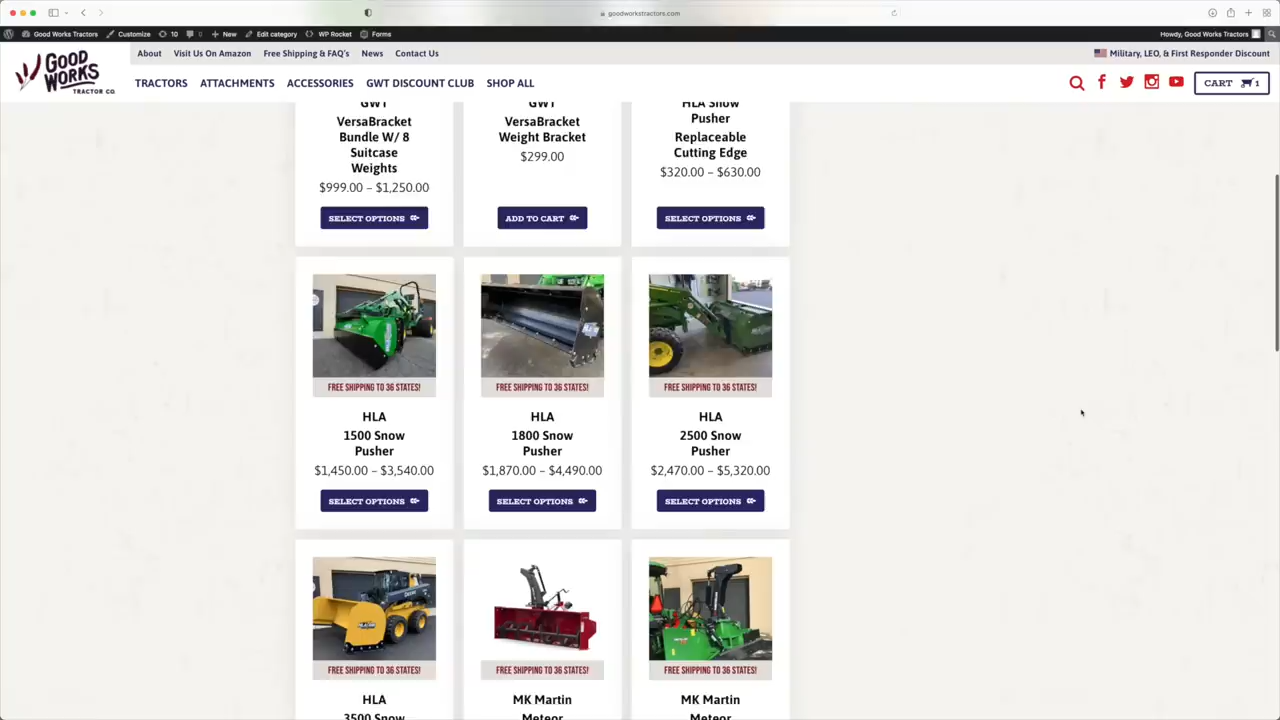 goodworkstractors.com
Good Works Tractors
Customize
10
0
New
Edit category
WP Rocket
Forms
Howdy, Good Works Tractors
GOOD
WORKS
TRACTOR CO
About
Visit Us On Amazon
Free Shipping & FAQ's
News
Contact Us
Military, LEO, & First Responder Discount
TRACTORS
ATTACHMENTS
ACCESSORIES
GWT DISCOUNT CLUB
SHOP ALL
CART 1
GWT
VersaBracket
Bundle W/ 8
Suitcase
Weights
$999.00 – $1,250.00
SELECT OPTIONS
GWT
VersaBracket
Weight Bracket
$299.00
ADD TO CART
HLA Snow
Pusher
Replaceable
Cutting Edge
$320.00 – $630.00
SELECT OPTIONS
FREE SHIPPING TO 36 STATES!
HLA
1500 Snow
Pusher
$1,450.00 – $3,540.00
SELECT OPTIONS
FREE SHIPPING TO 36 STATES!
HLA
1800 Snow
Pusher
$1,870.00 – $4,490.00
SELECT OPTIONS
FREE SHIPPING TO 36 STATES!
HLA
2500 Snow
Pusher
$2,470.00 – $5,320.00
SELECT OPTIONS
FREE SHIPPING TO 36 STATES!
HLA
3500 Snow
FREE SHIPPING TO 36 STATES!
MK Martin
Meteor
FREE SHIPPING TO 36 STATES!
MK Martin
Meteor